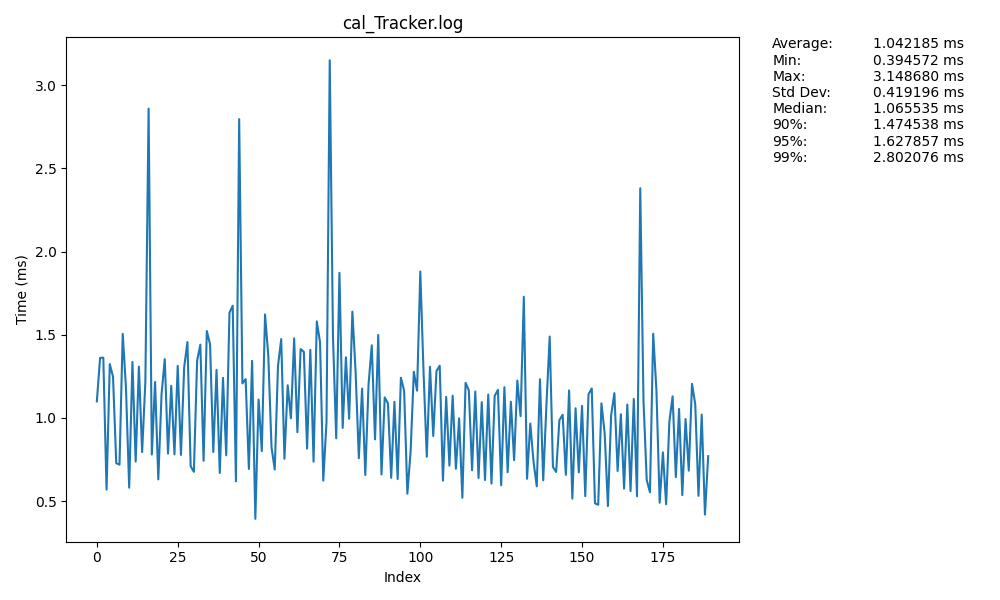 cal_Tracker.log
Average: 1.042185 ms
Min: 0.394572 ms
Max: 3.148680 ms
Std Dev: 0.419196 ms
Median: 1.065535 ms
90%: 1.474538 ms
95%: 1.627857 ms
99%: 2.802076 ms
Time (ms)
3.0
2.5
2.0
1.5
1.0
0.5
0 25 50 75 100 125 150 175
Index